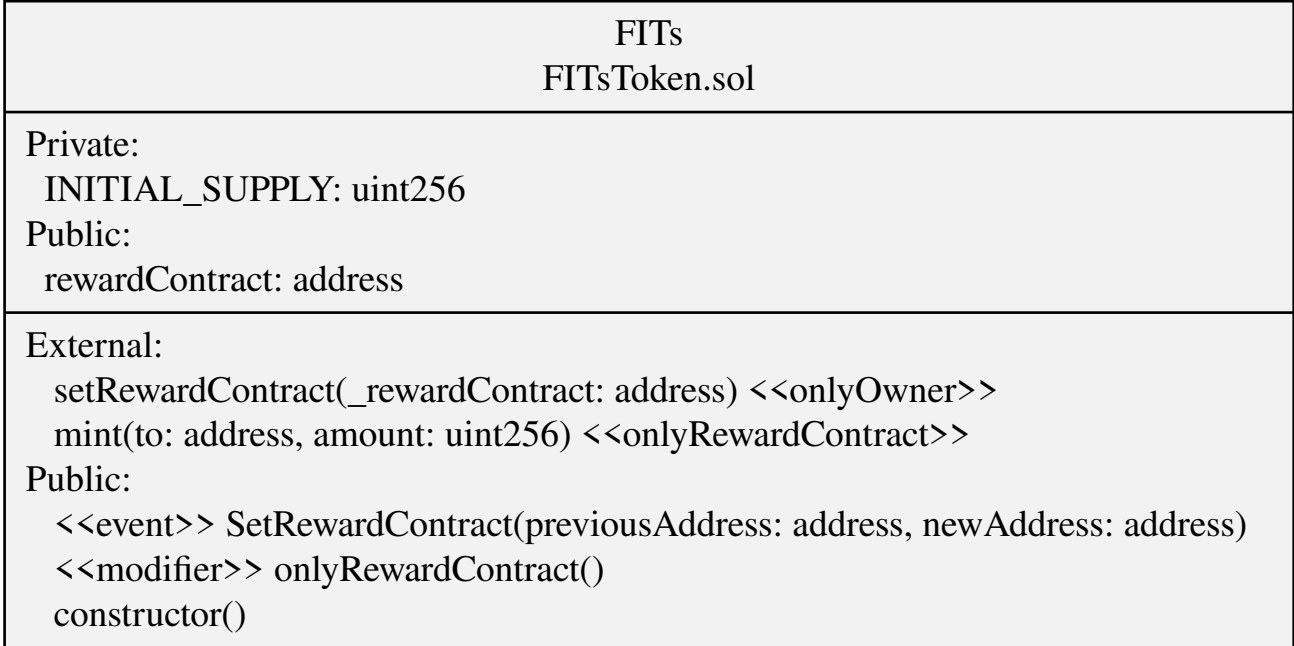 FITs
FITsToken.sol
Private:
INITIAL_SUPPLY: uint256
Public:
rewardContract: address
External:
setRewardContract(_rewardContract: address) <<onlyOwner>>
mint(to: address, amount: uint256) <<onlyRewardContract>>
Public:
<<event>> SetRewardContract(previousAddress: address, newAddress: address)
<<modifier>> onlyRewardContract()
constructor()